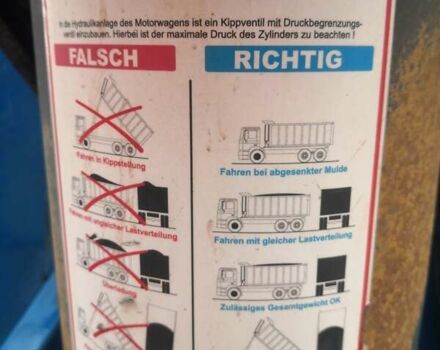 In die Hydraulikanlage des Motorwagens ist ein Kippventil mit Druckbegrenzungs-
ventil einzubauen. Hierbei ist der maximale Druck des Zylinders zu beachten !
FALSCH
RICHTIG
Fahren in Kippstellung
Fahren bei abgesenkter Mulde
Fahren mit ungleicher Lastverteilung
Fahren mit gleicher Lastverteilung
Überladung
Zulässiges Gesamtgewicht OK